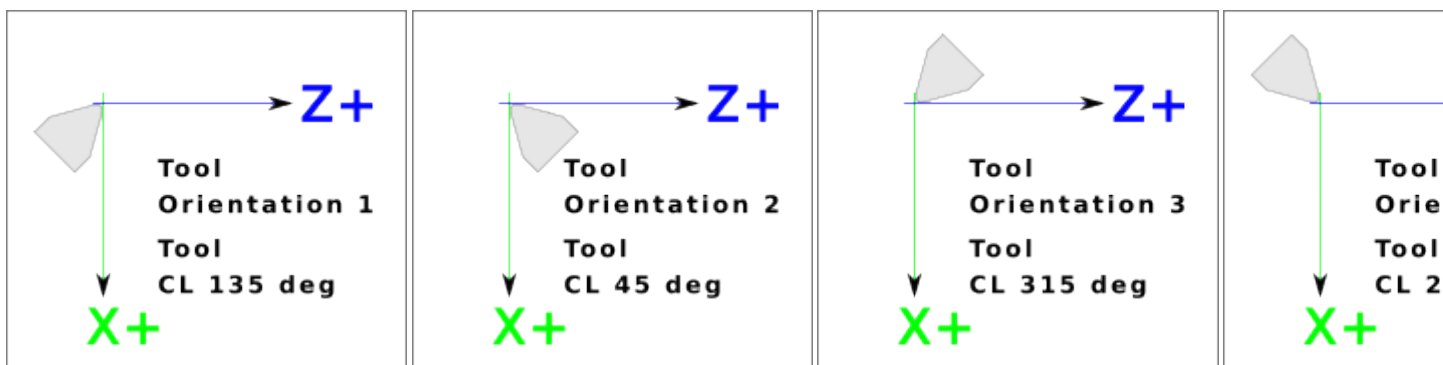 Z+
Tool
Orientation 1
Tool
CL 135 deg
X+
Z+
Tool
Orientation 2
Tool
CL 45 deg
X+
Z+
Tool
Orientation 3
Tool
CL 315 deg
X+
Tool
Tool
CL
X+